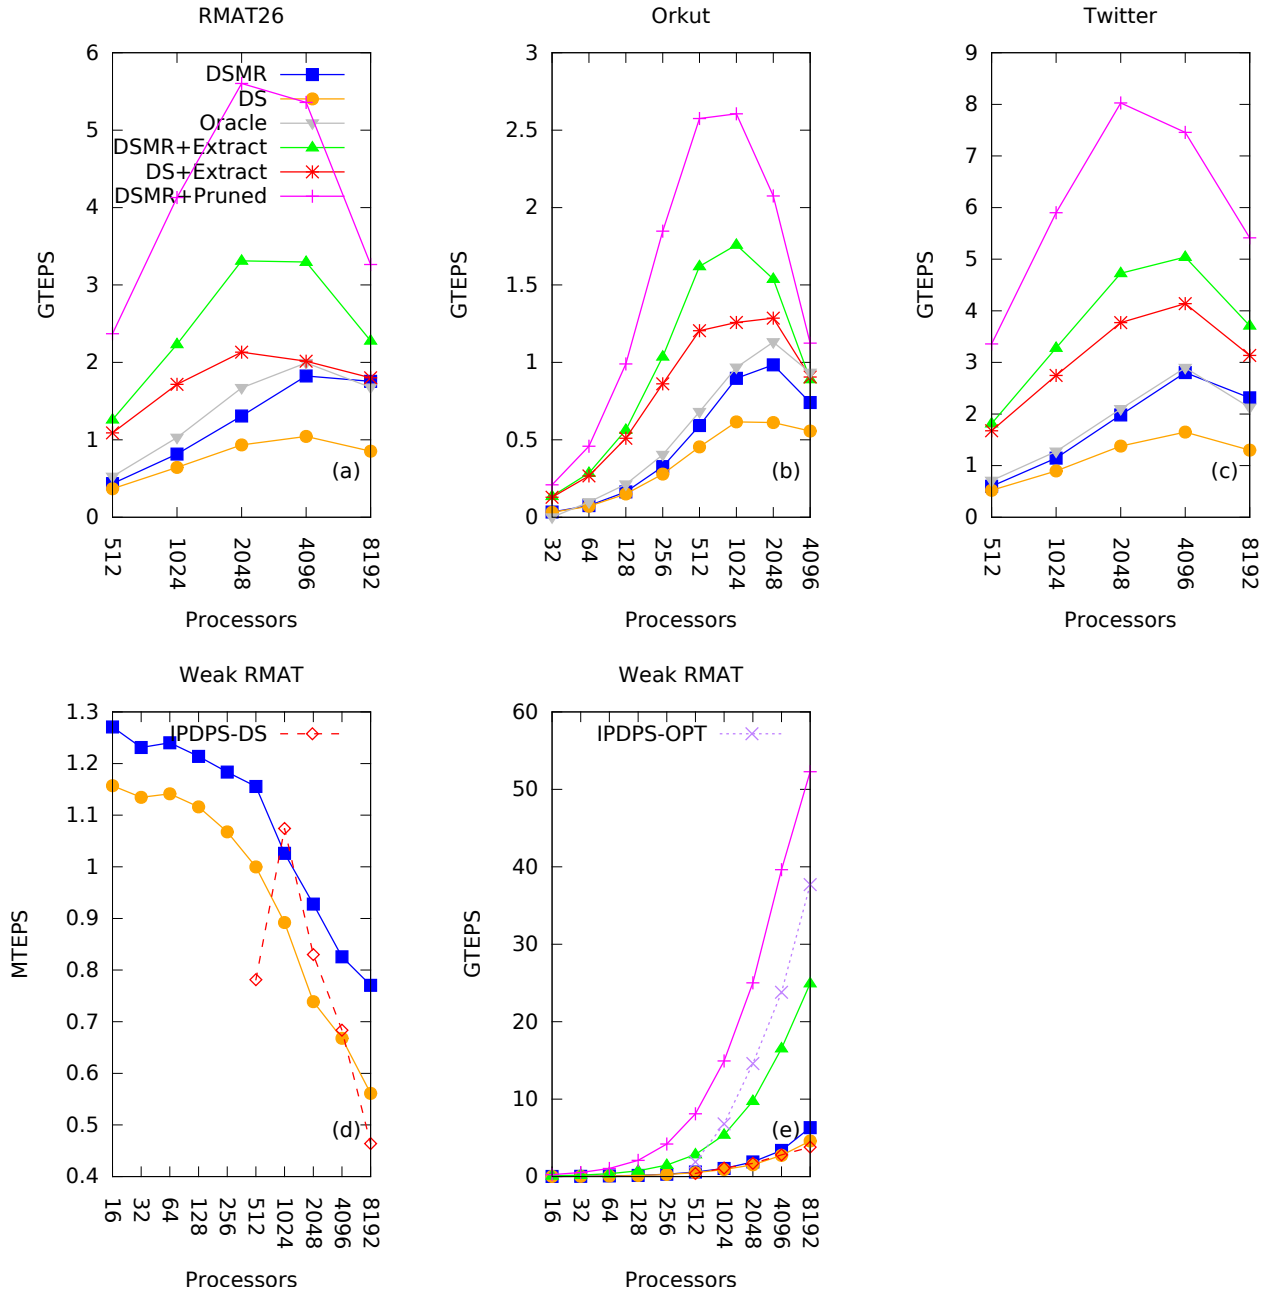 RMAT26
6
5
4
3
2
1
0
GTEPS
DSMR
DS
Oracle
DSMR+Extract
DS+Extract
DSMR+Pruned
(a)
512
1024
2048
4096
8192
Processors
Orkut
3
2.5
2
1.5
1
0.5
0
GTEPS
(b)
32
64
128
256
512
1024
2048
4096
Processors
Twitter
9
8
7
6
5
4
3
2
1
0
GTEPS
(c)
512
1024
2048
4096
8192
Processors
Weak RMAT
1.3
1.2
1.1
1
0.9
0.8
0.7
0.6
0.5
0.4
MTEPS
IPDPS-DS
(d)
16
32
64
128
256
512
1024
2048
4096
8192
Processors
Weak RMAT
60
50
40
30
20
10
0
GTEPS
IPDPS-OPT
(e)
16
32
64
128
256
512
1024
2048
4096
8192
Processors